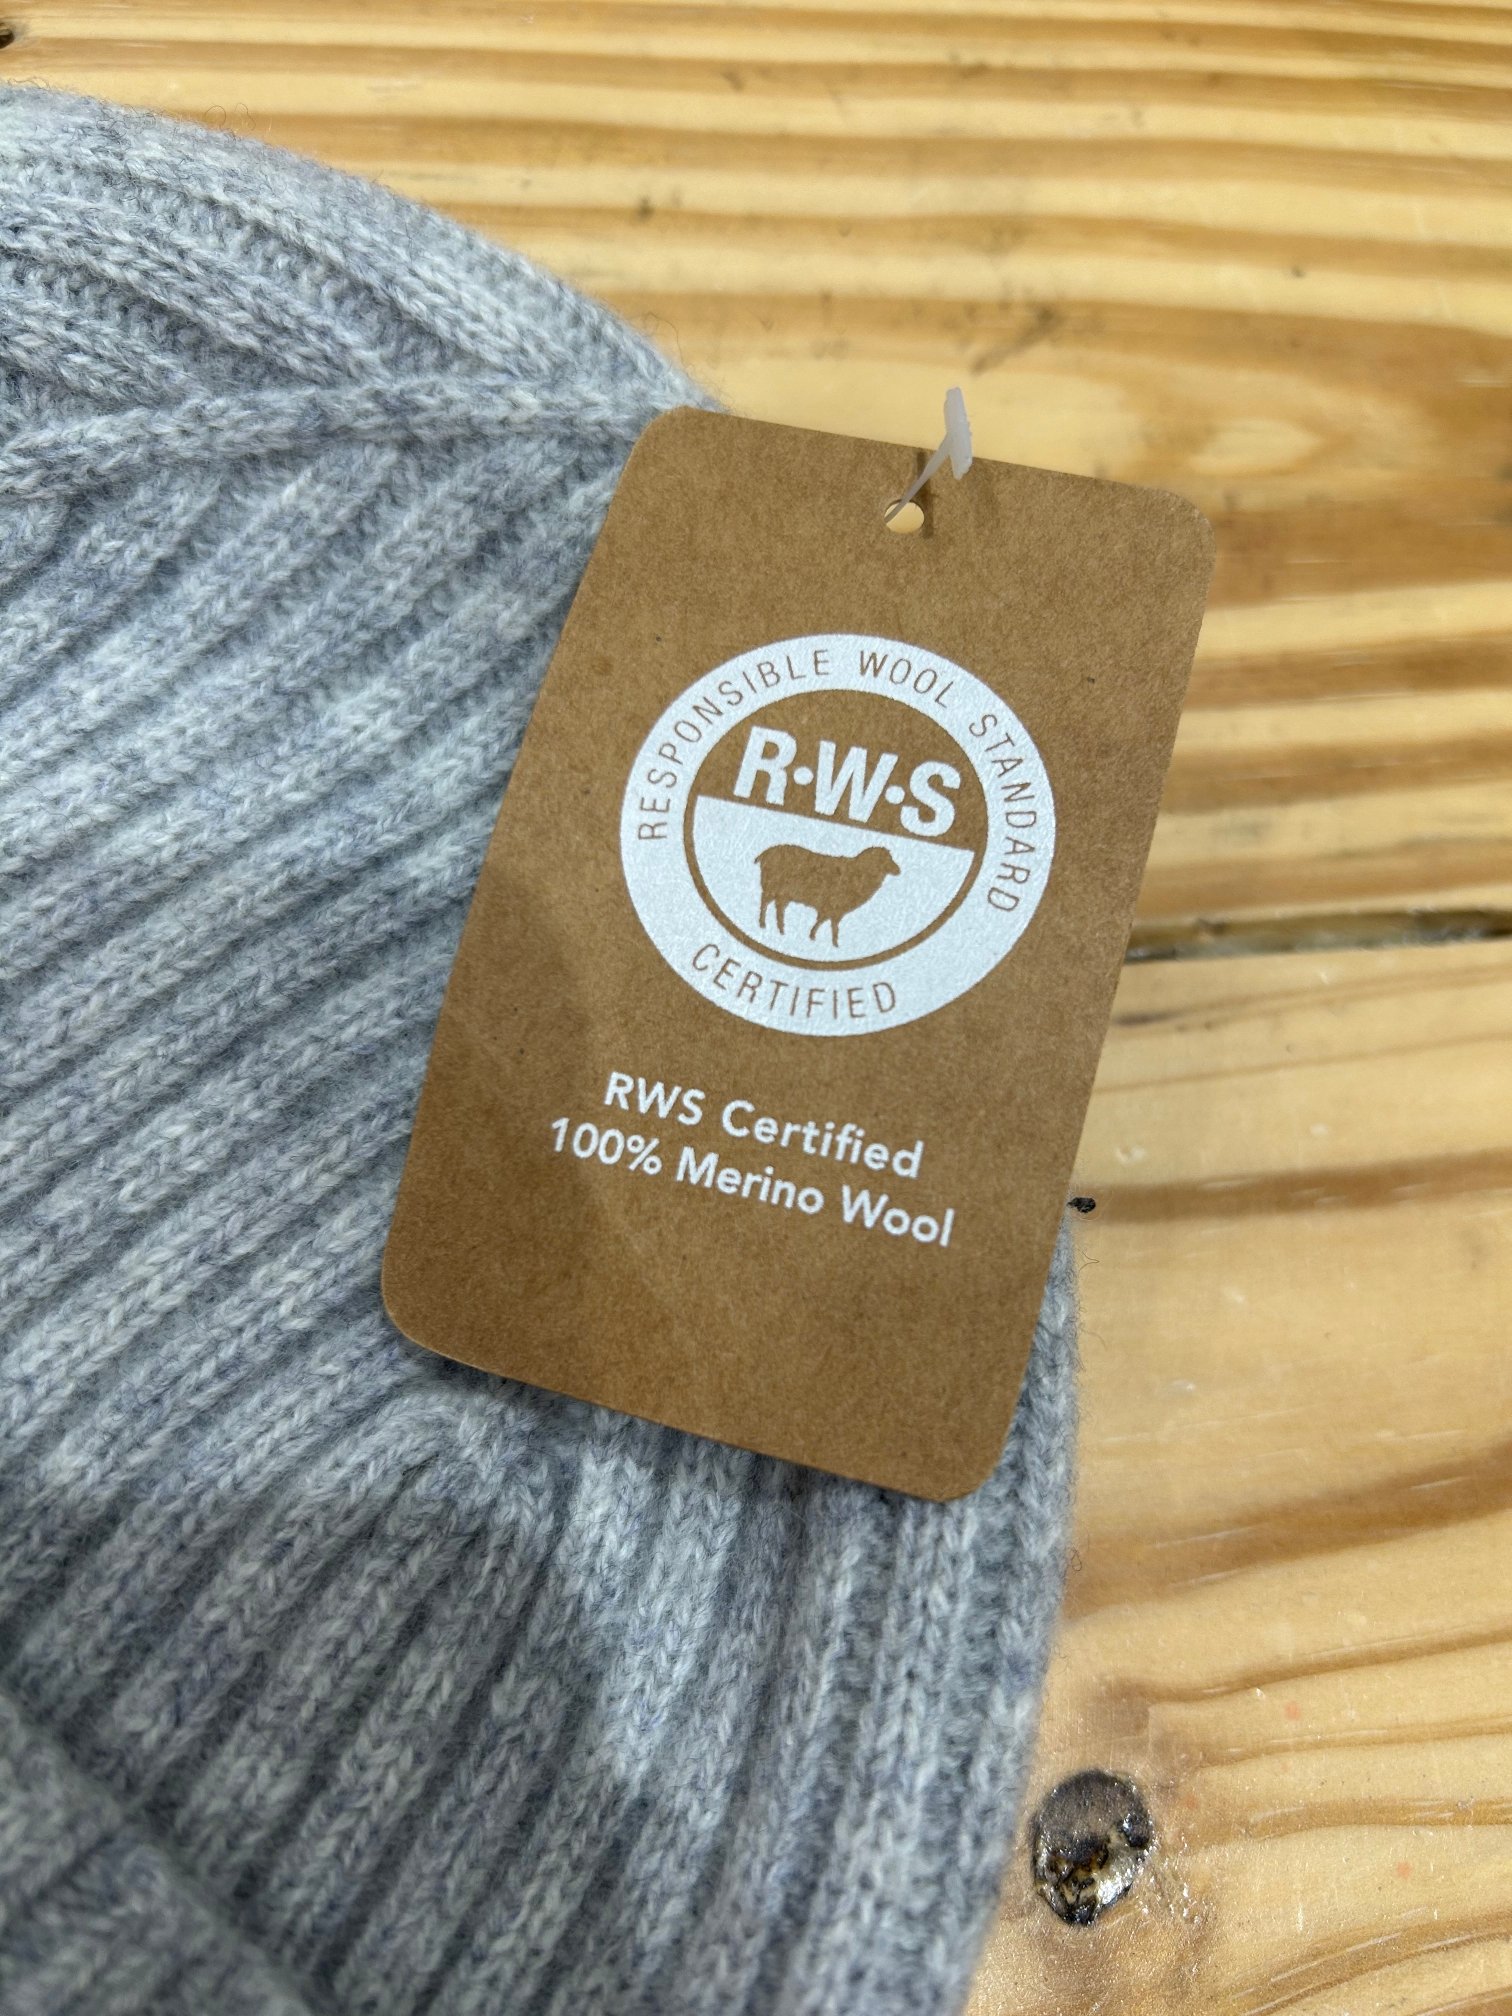 RESPONSIBLE WOOL STANDARD
R·W·S
CERTIFIED
RWS Certified
100% Merino Wool